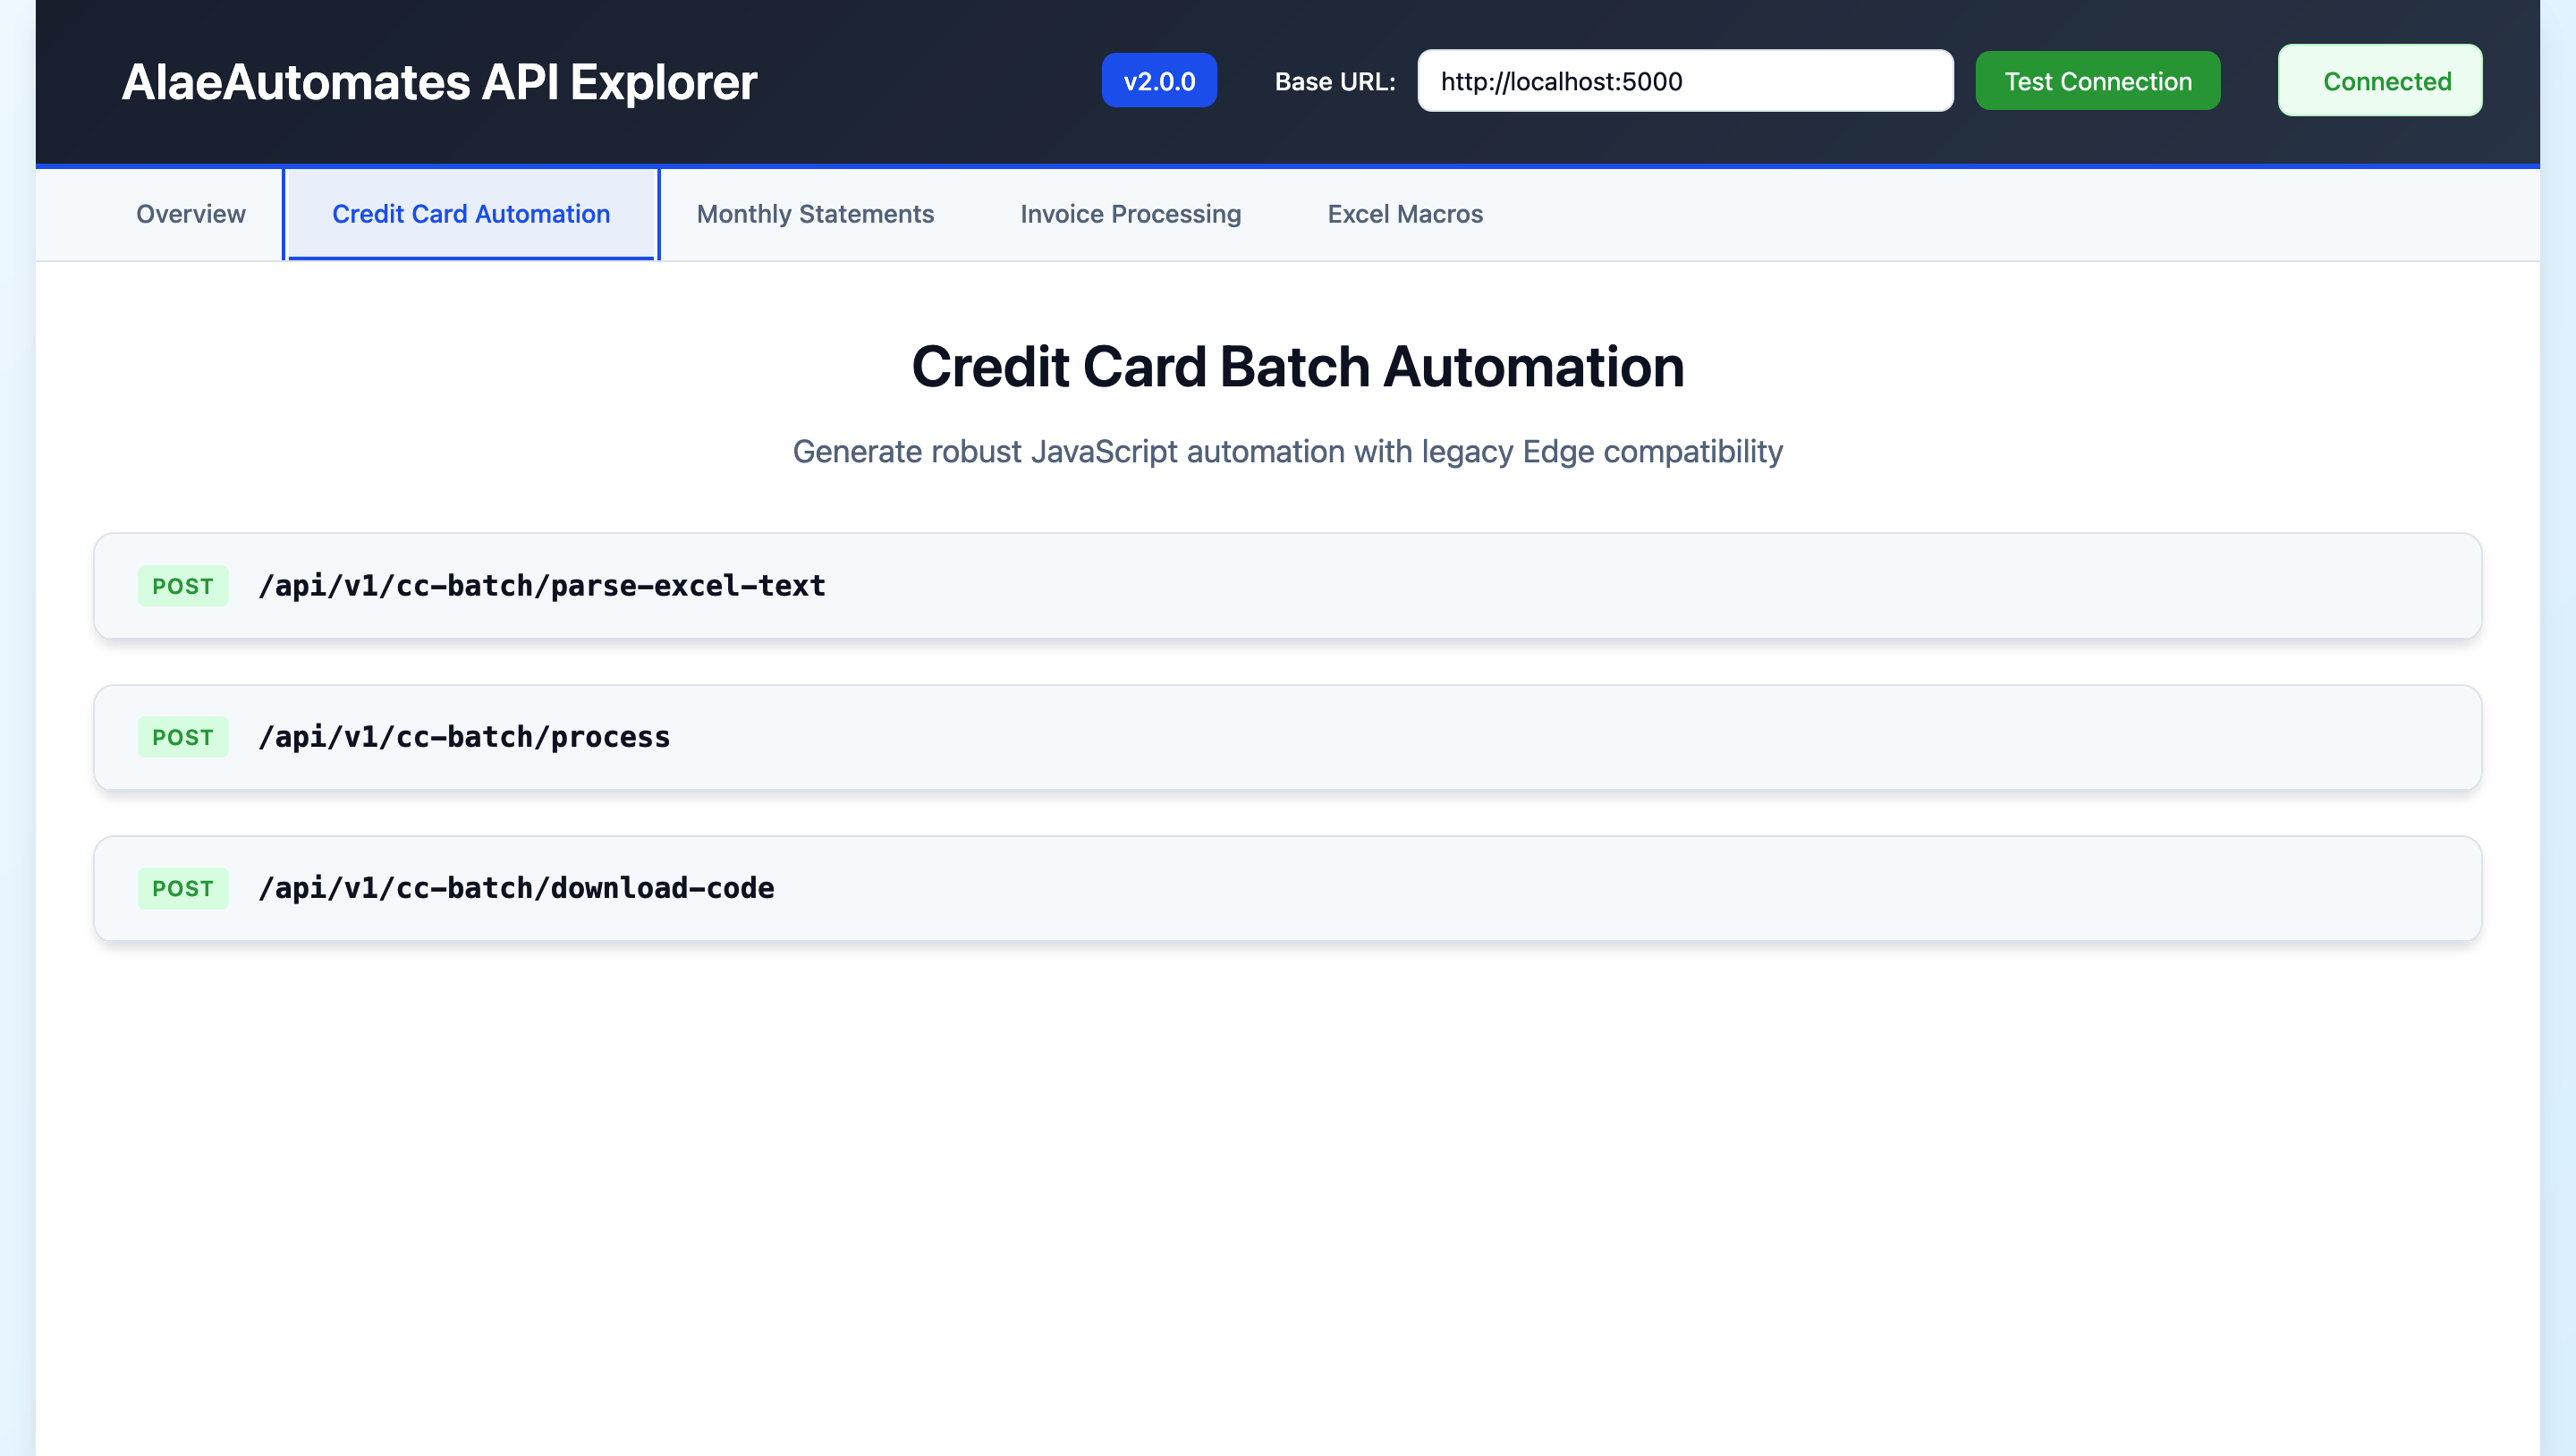 AlaeAutomates API Explorer
v2.0.0
Base URL:
http://localhost:5000
Test Connection
Connected
Overview
Credit Card Automation
Monthly Statements
Invoice Processing
Excel Macros
Credit Card Batch Automation
Generate robust JavaScript automation with legacy Edge compatibility
POST /api/v1/cc-batch/parse-excel-text
POST /api/v1/cc-batch/process
POST /api/v1/cc-batch/download-code